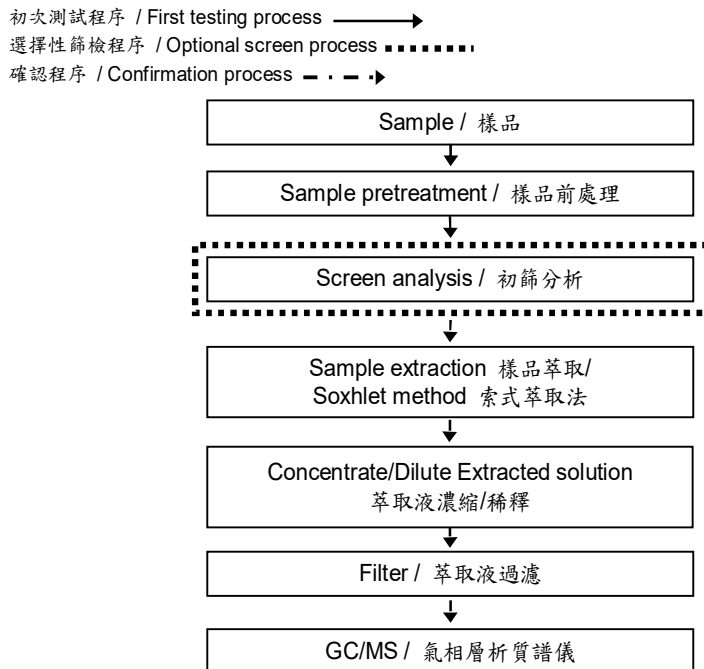 初次測試程序 / First testing process
選擇性篩檢程序 / Optional screen process
確認程序 / Confirmation process
Sample / 樣品
Sample pretreatment / 樣品前處理
Screen analysis / 初篩分析
Sample extraction 樣品萃取/
Soxhlet method 索式萃取法
Concentrate/Dilute Extracted solution
萃取液濃縮/稀釋
Filter / 萃取液過濾
GC/MS / 氣相層析質譜儀